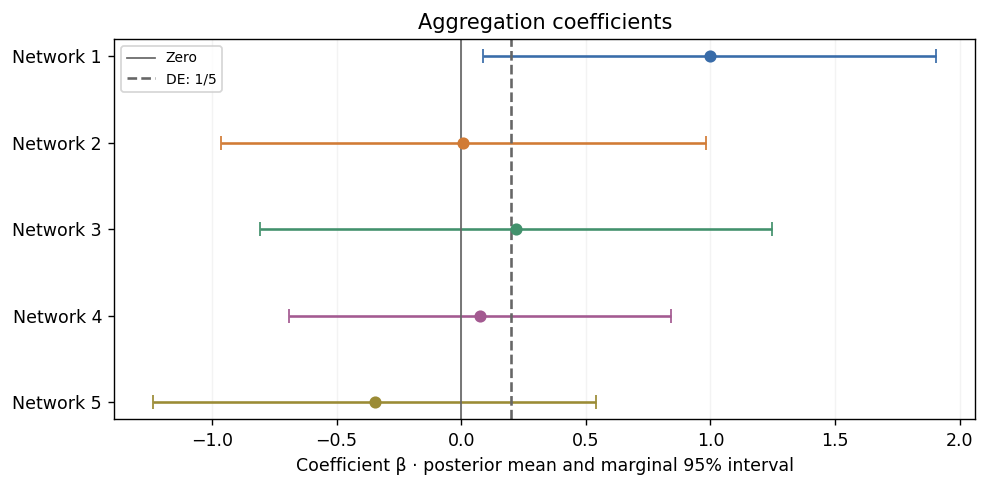 Aggregation coefficients
Zero
DE: 1/5
Network 1
Network 2
Network 3
Network 4
Network 5
−1.0 −0.5 0.0 0.5 1.0 1.5 2.0
Coefficient β · posterior mean and marginal 95% interval